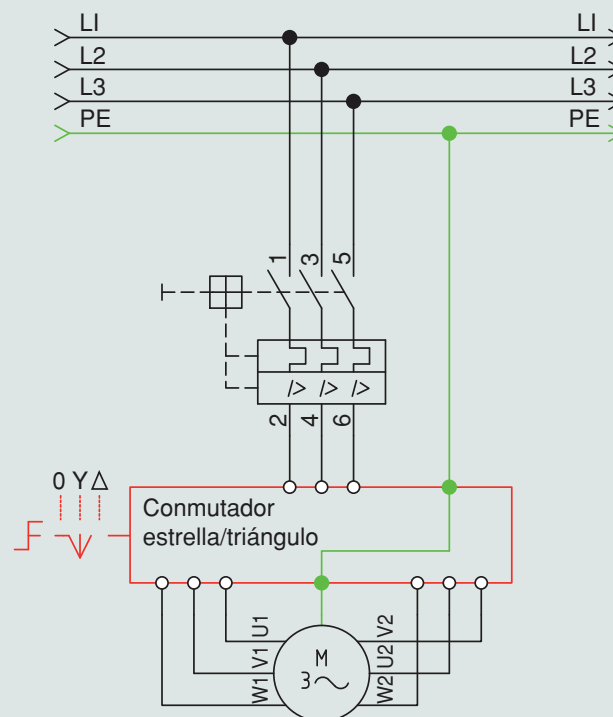 LI LI
L2 L2
L3 L3
PE PE
1 3 5
I> I> I>
2 4 6
0 Y Δ
Conmutador
estrella/triángulo
U1 V2
V1 U2
W1 W2
M
3